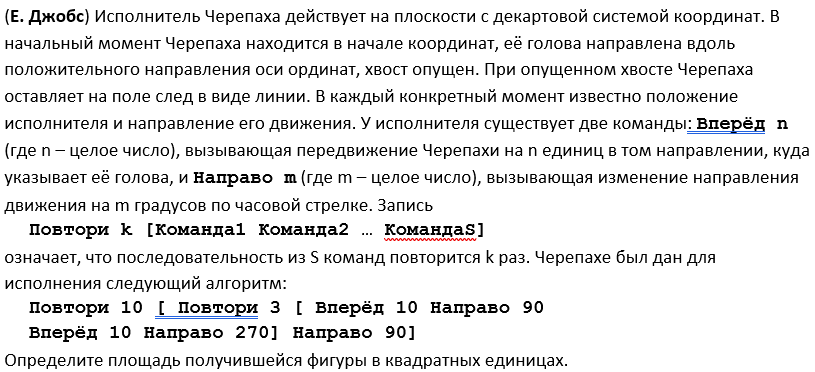 (Е. Джобс) Исполнитель Черепаха действует на плоскости с декартовой системой координат. В
начальный момент Черепаха находится в начале координат, её голова направлена вдоль
положительного направления оси ординат, хвост опущен. При опущенном хвосте Черепаха
оставляет на поле след в виде линии. В каждый конкретный момент известно положение
исполнителя и направление его движения. У исполнителя существует две команды: Вперёд n
(где n – целое число), вызывающая передвижение Черепахи на n единиц в том направлении, куда
указывает её голова, и Направо m (где m – целое число), вызывающая изменение направления
движения на m градусов по часовой стрелке. Запись
Повтори k [Команда1 Команда2 … КомандаS]
означает, что последовательность из S команд повторится k раз. Черепахе был дан для
исполнения следующий алгоритм:
Повтори 10 [ Повтори 3 [ Вперёд 10 Направо 90
Вперёд 10 Направо 270] Направо 90]
Определите площадь получившейся фигуры в квадратных единицах.